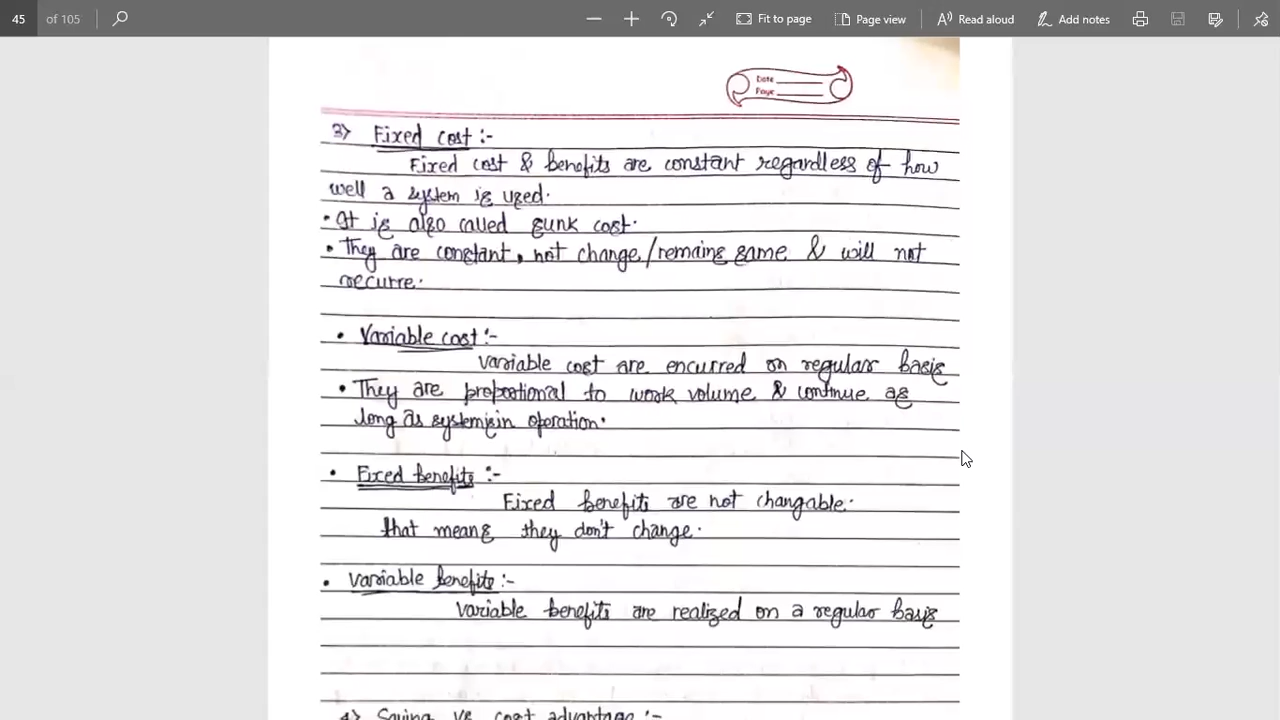 45 of 105 Fit to page Page view Read aloud Add notes
Date
Page
3> Fixed cost :-
Fixed cost & benefits are constant regardless of how
well a system is used.
• It is also called sunk cost.
• They are constant, not change/remains same & will not
recurre.
• Variable cost :-
Variable cost are encurred on regular basis
• They are propotional to work volume & continue as
long as system is in operation.
• Fixed benefits :-
Fixed benefits are not changable.
that means they don't change.
• Variable benefits :-
Variable benefits are realized on a regular basis
4> Saving vs cost advantage :-